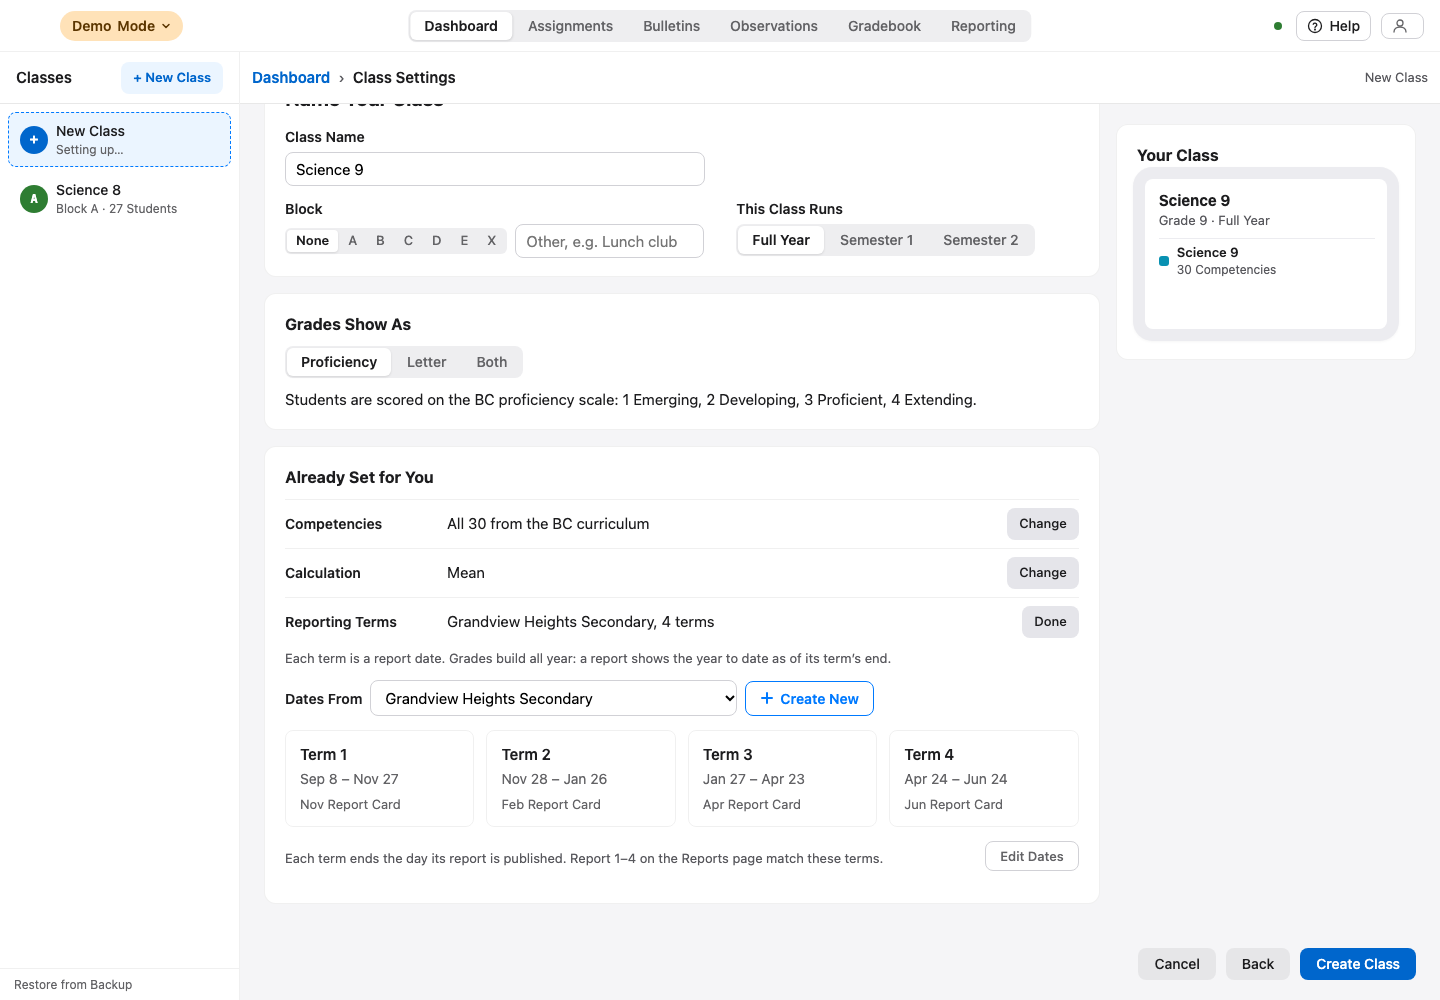 Demo Mode
Dashboard
Assignments
Bulletins
Observations
Gradebook
Reporting
Help
Classes
+ New Class
Dashboard › Class Settings
New Class
+
New Class
Setting up...
A
Science 8
Block A · 27 Students
Restore from Backup
Name Your Class
Class Name
Science 9
Block
None
A
B
C
D
E
X
Other, e.g. Lunch club
This Class Runs
Full Year
Semester 1
Semester 2
Grades Show As
Proficiency
Letter
Both
Students are scored on the BC proficiency scale: 1 Emerging, 2 Developing, 3 Proficient, 4 Extending.
Already Set for You
Competencies
All 30 from the BC curriculum
Change
Calculation
Mean
Change
Reporting Terms
Grandview Heights Secondary, 4 terms
Done
Each term is a report date. Grades build all year: a report shows the year to date as of its term’s end.
Dates From
Grandview Heights Secondary
+ Create New
Term 1
Sep 8 – Nov 27
Nov Report Card
Term 2
Nov 28 – Jan 26
Feb Report Card
Term 3
Jan 27 – Apr 23
Apr Report Card
Term 4
Apr 24 – Jun 24
Jun Report Card
Each term ends the day its report is published. Report 1–4 on the Reports page match these terms.
Edit Dates
Your Class
Science 9
Grade 9 · Full Year
Science 9
30 Competencies
Cancel
Back
Create Class